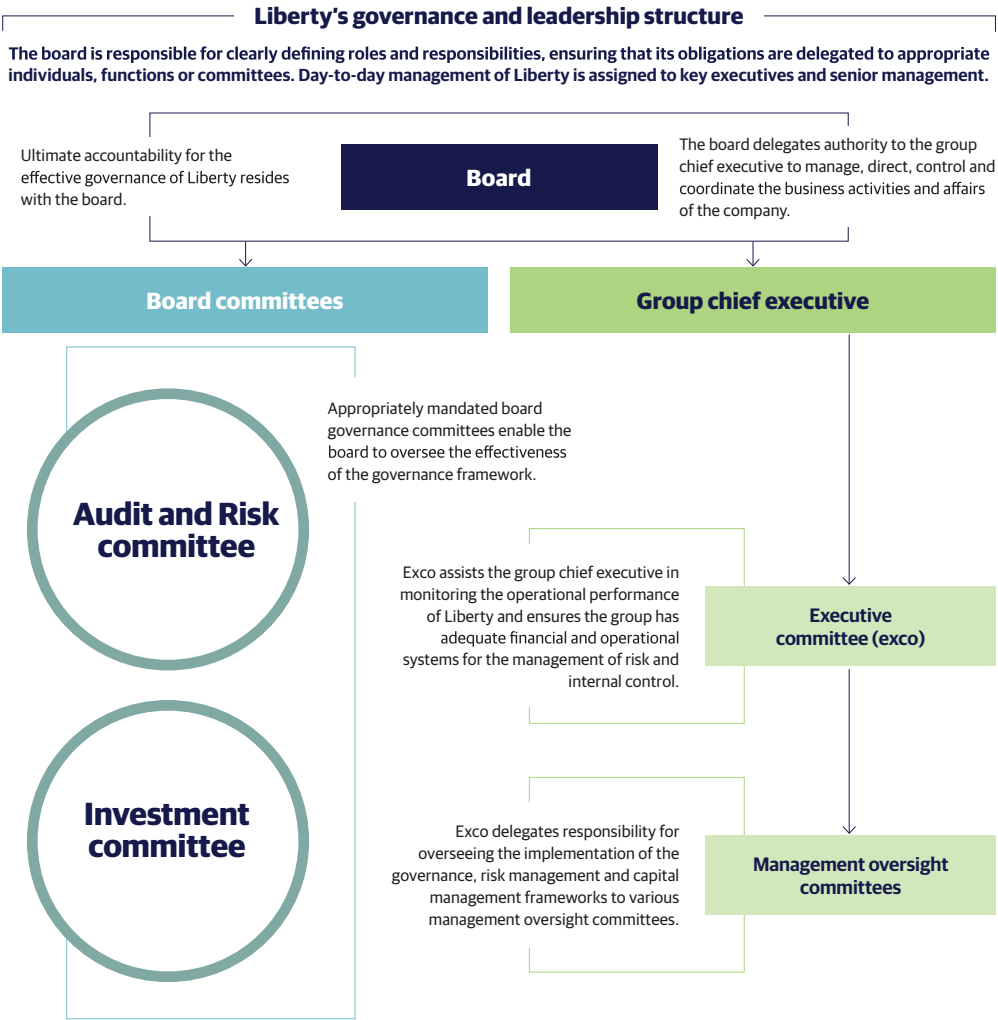 Liberty's governance and leadership structure
The board is responsible for clearly defining roles and responsibilities, ensuring that its obligations are delegated to appropriate
individuals, functions or committees. Day-to-day management of Liberty is assigned to key executives and senior management.
Ultimate accountability for the
effective governance of Liberty resides
with the board.
Board
The board delegates authority to the group
chief executive to manage, direct, control and
coordinate the business activities and affairs
of the company.
Board committees
Group chief executive
Appropriately mandated board
governance committees enable the
board to oversee the effectiveness
of the governance framework.
Audit and Risk
committee
Exco assists the group chief executive in
monitoring the operational performance
of Liberty and ensures the group has
adequate financial and operational
systems for the management of risk and
internal control.
Executive
committee (exco)
Investment
committee
Exco delegates responsibility for
overseeing the implementation of the
governance, risk management and capital
management frameworks to various
management oversight committees.
Management oversight
committees